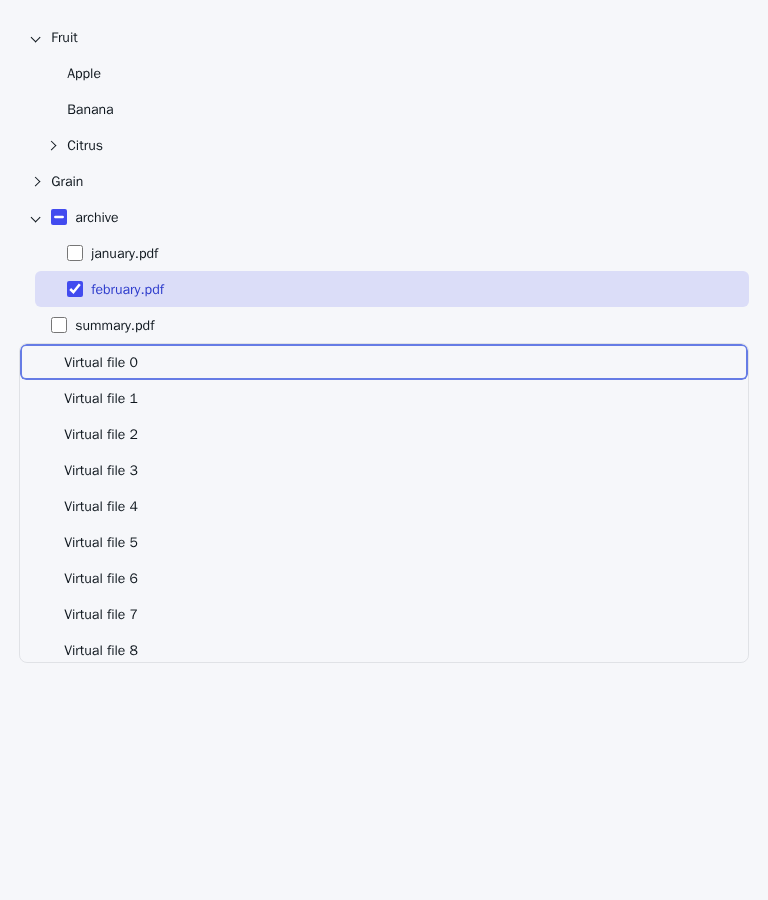 Fruit
Apple
Banana
Citrus
Grain
archive
january.pdf
february.pdf
summary.pdf
Virtual file 0
Virtual file 1
Virtual file 2
Virtual file 3
Virtual file 4
Virtual file 5
Virtual file 6
Virtual file 7
Virtual file 8